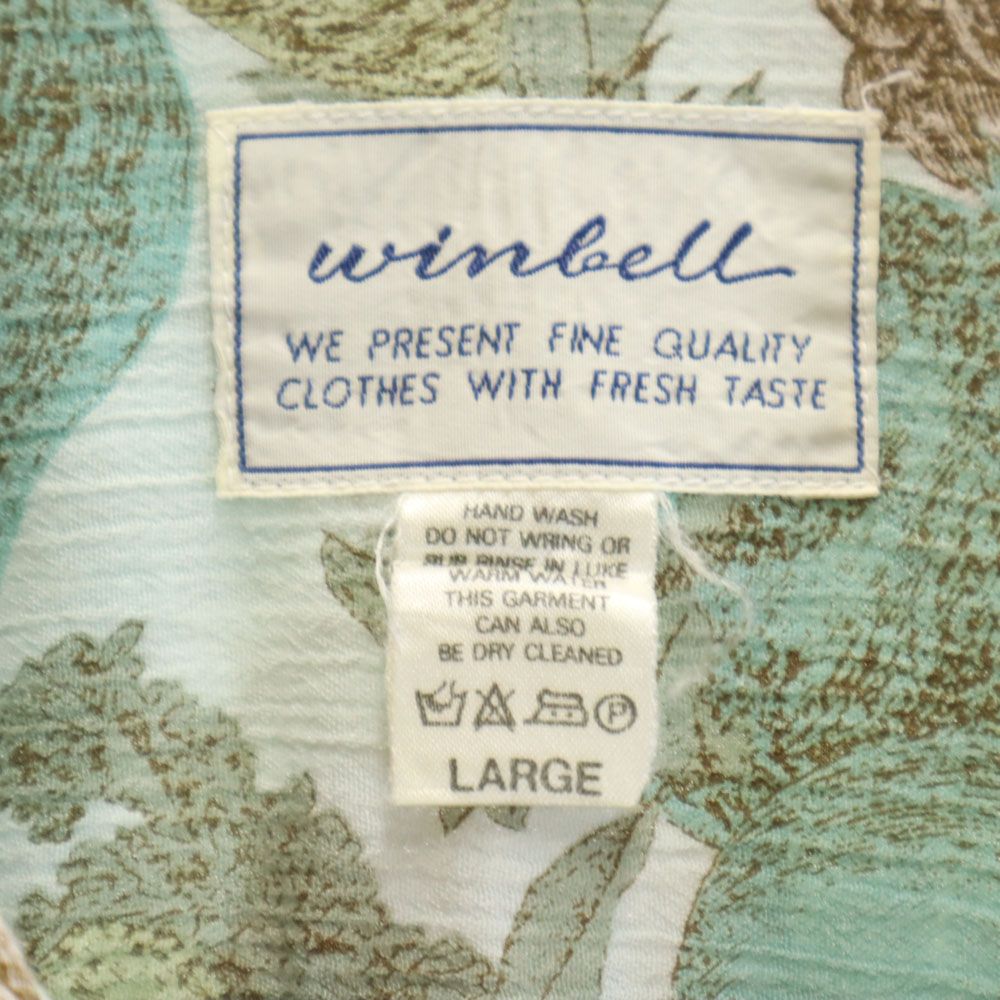 winbell
WE PRESENT FINE QUALITY
CLOTHES WITH FRESH TASTE
HAND WASH
DO NOT WRING OR
RUB RINSE IN LUKE
WARM WATER
THIS GARMENT
CAN ALSO
BE DRY CLEANED
P
LARGE